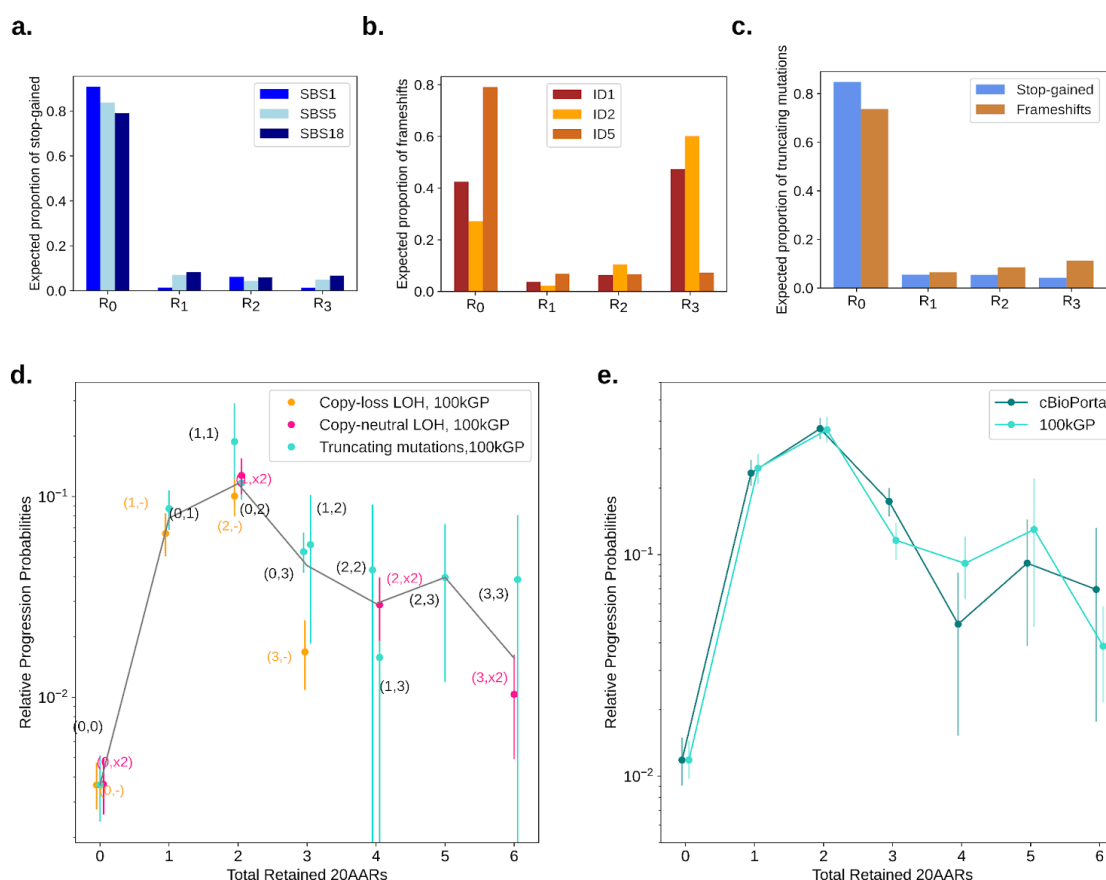 a.
Expected proportion of stop-gained
0.8
0.6
0.4
0.2
0.0
SBS1
SBS5
SBS18
R0
R1
R2
R3
b.
Expected proportion of frameshifts
0.8
0.6
0.4
0.2
0.0
ID1
ID2
ID5
R0
R1
R2
R3
c.
Expected proportion of truncating mutations
0.8
0.6
0.4
0.2
0.0
Stop-gained
Frameshifts
R0
R1
R2
R3
d.
Relative Progression Probabilities
10⁻¹
10⁻²
Copy-loss LOH, 100kGP
Copy-neutral LOH, 100kGP
Truncating mutations,100kGP
(1,1)
(1,-)
(0,1)
(2,-)
(0,2)
(1,2)
(0,3)
(2,2)
(2,x2)
(2,3)
(3,3)
(3,-)
(1,3)
(3,x2)
(0,0)
(0,x2)
(0,-)
0
1
2
3
4
5
6
Total Retained 20AARs
e.
Relative Progression Probabilities
10⁻¹
10⁻²
cBioPortal
100kGP
0
1
2
3
4
5
6
Total Retained 20AARs